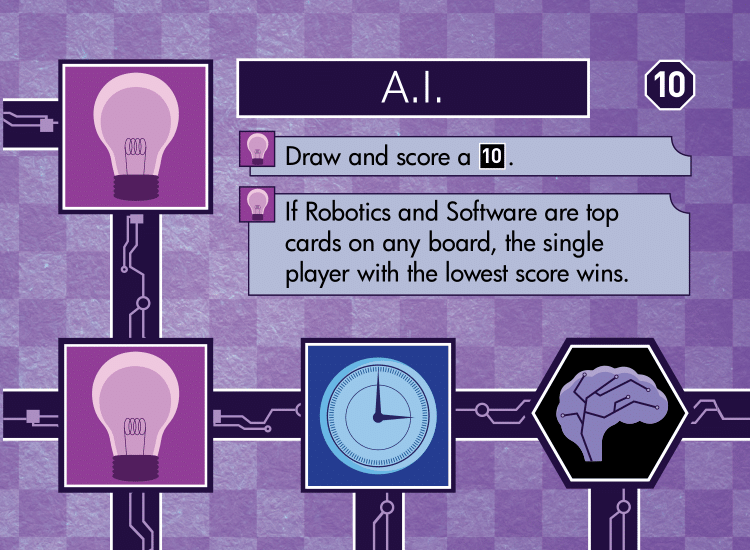 A.I.
10
Draw and score a 10.
If Robotics and Software are top
cards on any board, the single
player with the lowest score wins.